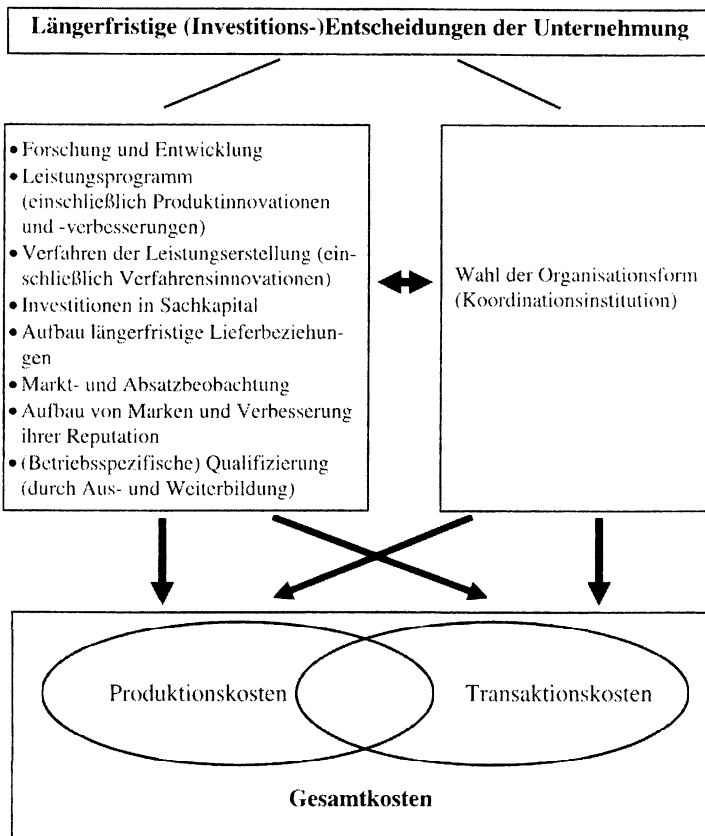 Längerfristige (Investitions-)Entscheidungen der Unternehmung
• Forschung und Entwicklung
• Leistungsprogramm
(einschließlich Produktinnovationen
und -verbesserungen)
• Verfahren der Leistungserstellung (ein-
schließlich Verfahrensinnovationen)
• Investitionen in Sachkapital
• Aufbau längerfristige Lieferbeziehun-
gen
• Markt- und Absatzbeobachtung
• Aufbau von Marken und Verbesserung
ihrer Reputation
• (Betriebsspezifische) Qualifizierung
(durch Aus- und Weiterbildung)
Wahl der Organisationsform
(Koordinationsinstitution)
Produktionskosten
Transaktionskosten
Gesamtkosten